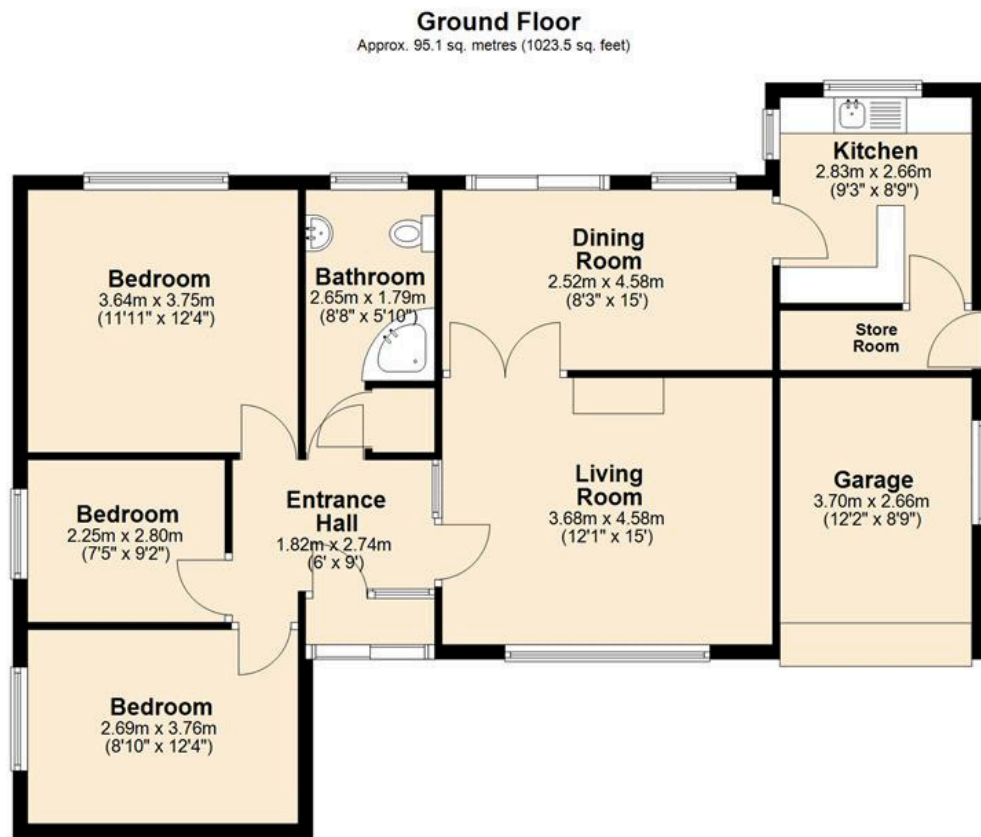 Ground Floor
Approx. 95.1 sq. metres (1023.5 sq. feet)
Kitchen
2.83m x 2.66m
(9'3" x 8'9")
Bedroom
3.64m x 3.75m
(11'11" x 12'4")
Bathroom
2.65m x 1.79m
(8'8" x 5'10")
Dining
Room
2.52m x 4.58m
(8'3" x 15')
Store
Room
Bedroom
2.25m x 2.80m
(7'5" x 9'2")
Entrance
Hall
1.82m x 2.74m
(6' x 9')
Living
Room
3.68m x 4.58m
(12'1" x 15')
Garage
3.70m x 2.66m
(12'2" x 8'9")
Bedroom
2.69m x 3.76m
(8'10" x 12'4")